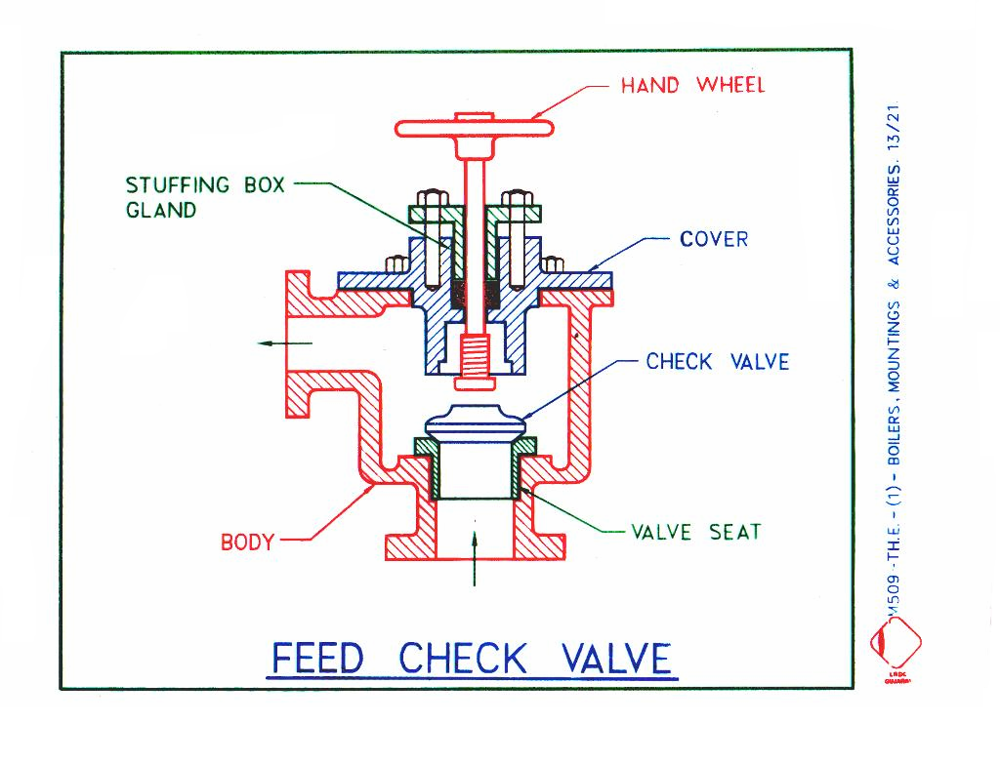 HAND WHEEL
STUFFING BOX
GLAND
COVER
CHECK VALVE
VALVE SEAT
BODY
FEED CHECK VALVE
M509 -TH.E. - (1) - BOILERS, MOUNTINGS & ACCESSORIES. 13/21